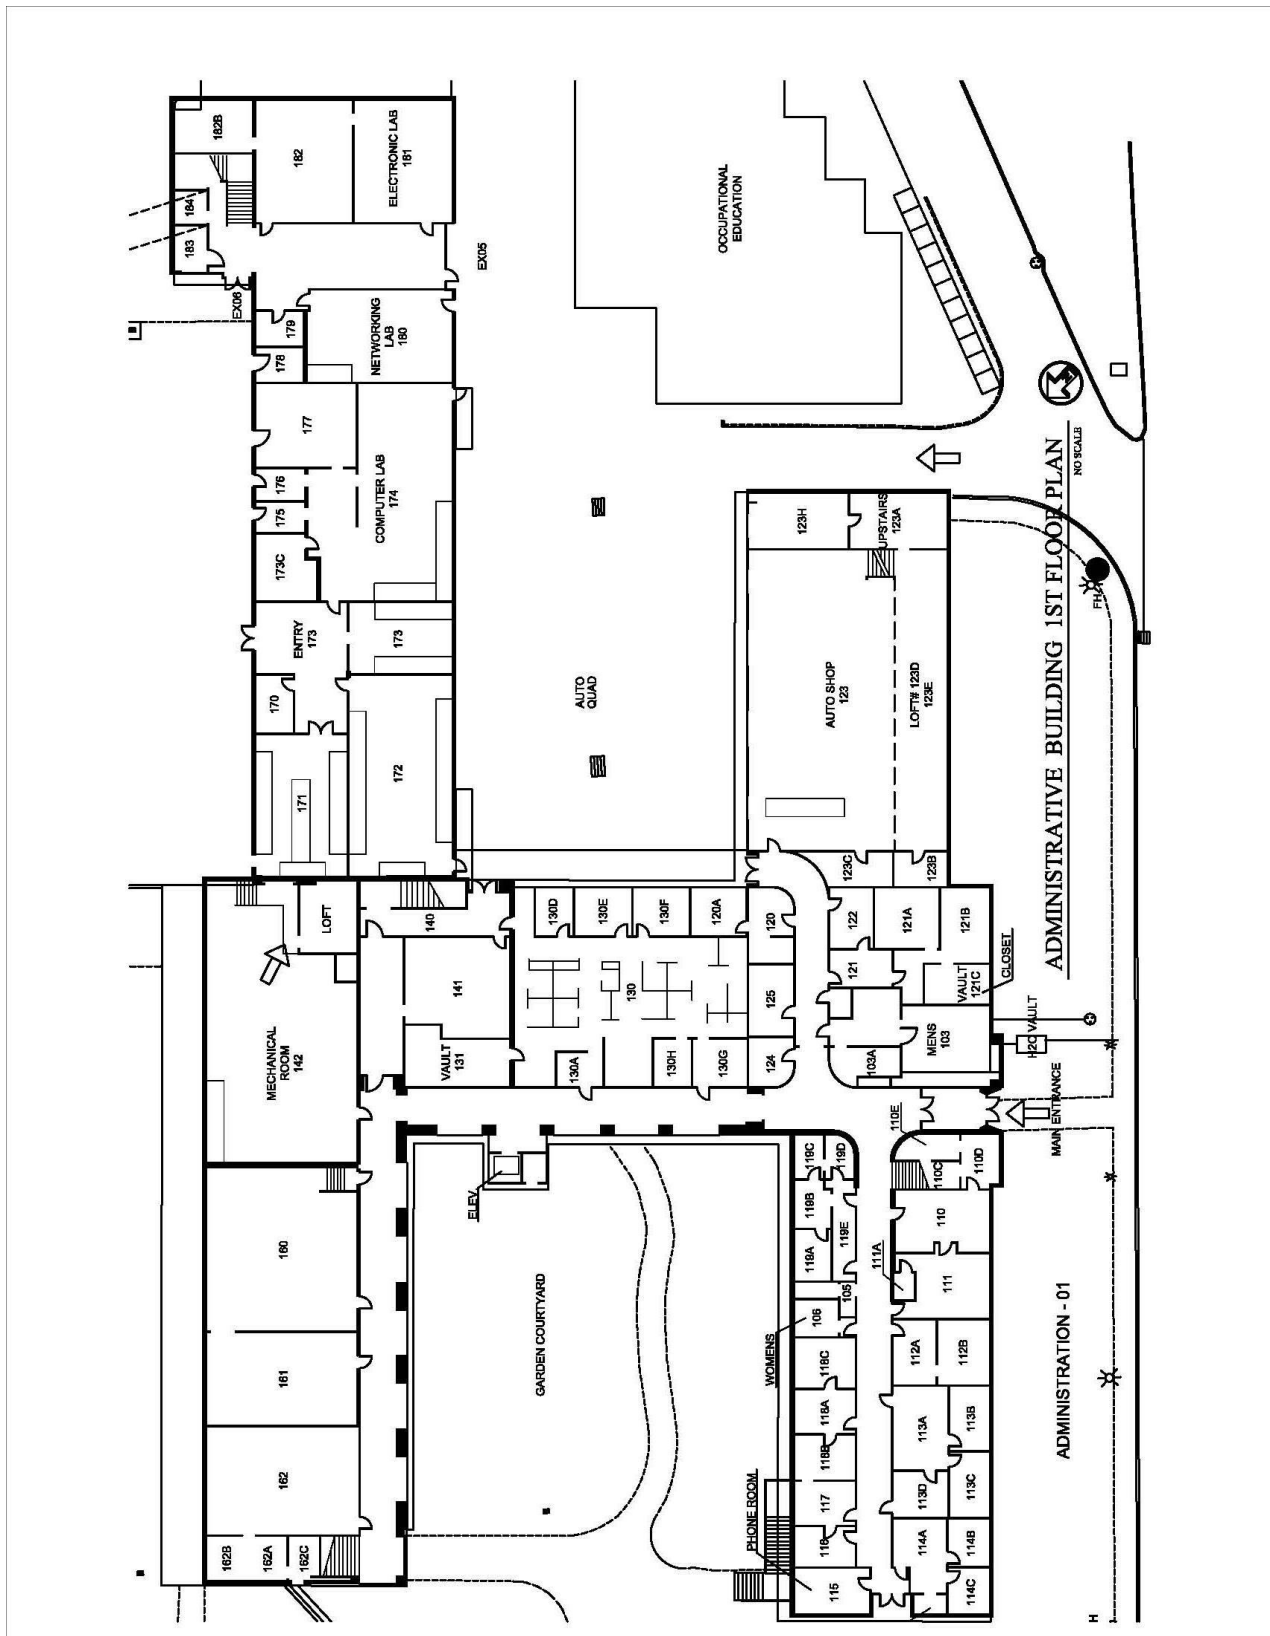 182B
182
ELECTRONIC LAB
181
184
183
EX06
EX05
179
178
NETWORKING
LAB
180
177
176
175
173C
COMPUTER LAB
174
ENTRY
173
173
170
171
172
OCCUPATIONAL
EDUCATION
AUTO
QUAD
123H
UPSTAIRS
123A
AUTO SHOP
123
LOFT# 123D
123E
123C
123B
LOFT
MECHANICAL
ROOM
142
140
141
VAULT
131
130D
130E
130F
120A
120
130
125
124
130A
130H
130G
122
121A
121B
121
VAULT
121C
CLOSET
MENS
103
103A
H2O VAULT
MAIN ENTRANCE
110E
110C
110D
110
111A
111
119C
119D
119B
119A
119E
105
106
WOMENS
118C
118A
118B
117
116
PHONE ROOM
115
112A
112B
113A
113B
113D
113C
114A
114B
114C
ELEV.
GARDEN COURTYARD
160
161
162
162B
162A
162C
FH
H
ADMINISTRATION - 01
ADMINISTRATIVE BUILDING 1ST FLOOR PLAN
NO SCALE